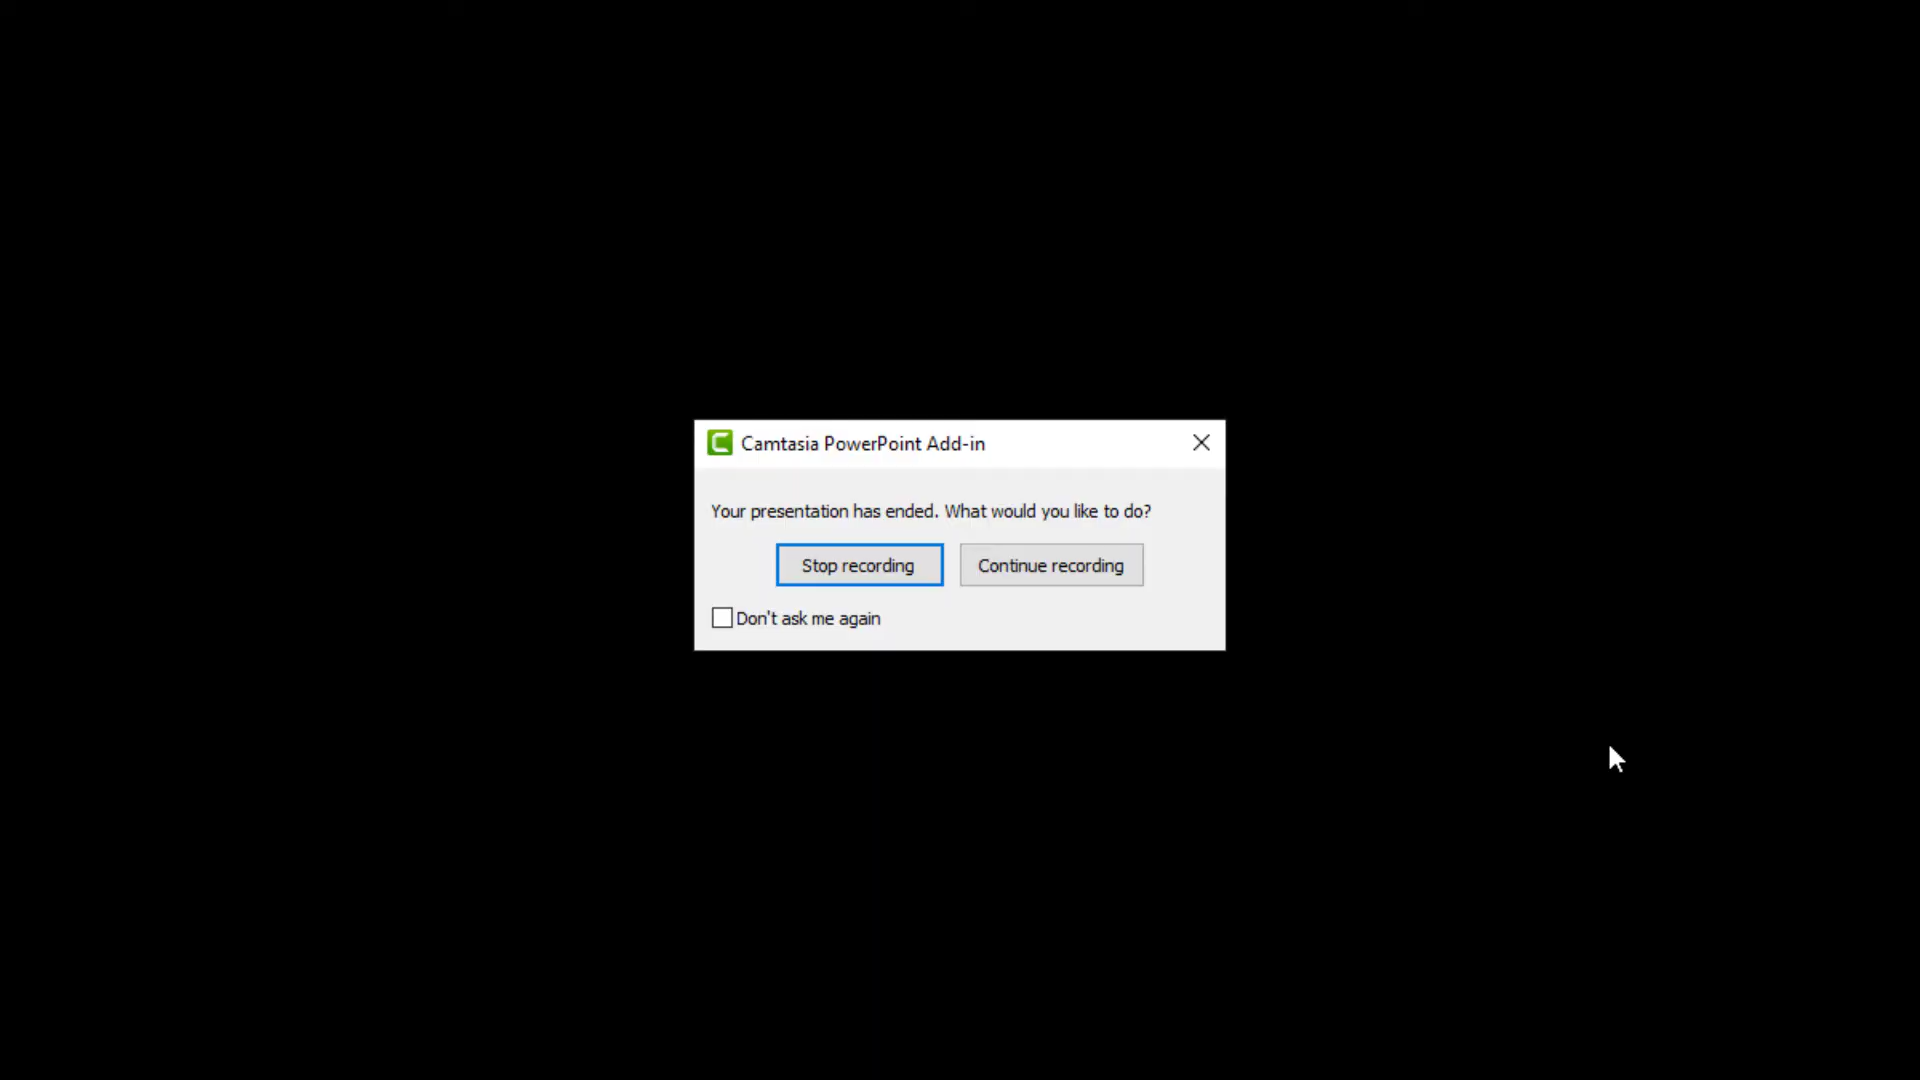 Camtasia PowerPoint Add-in
Your presentation has ended. What would you like to do?
Stop recording
Continue recording
Don't ask me again